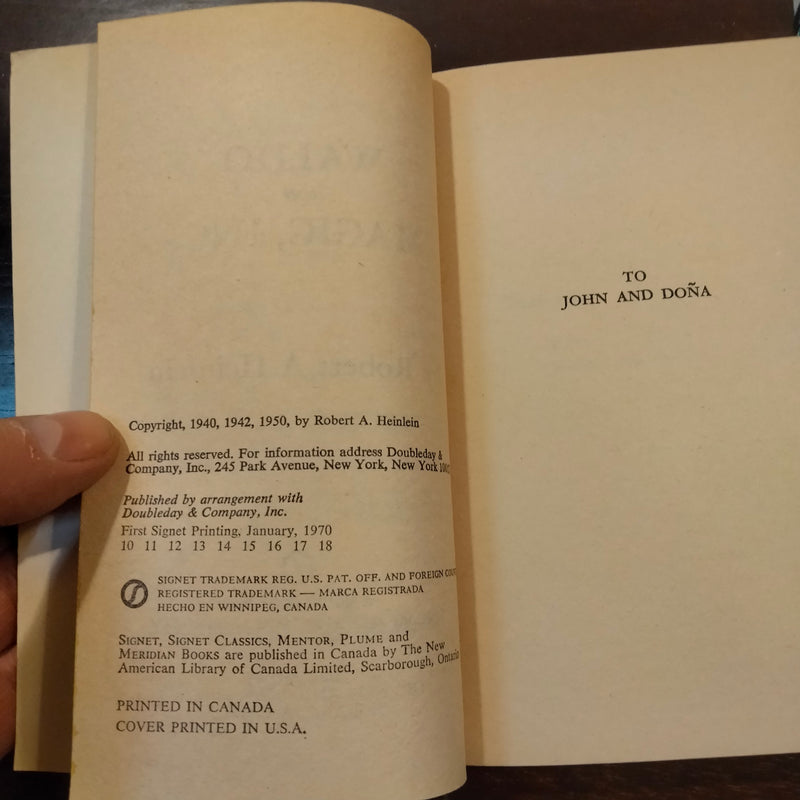 Copyright, 1940, 1942, 1950, by Robert A. Heinlein
All rights reserved. For information address Doubleday &
Company, Inc., 245 Park Avenue, New York, New York
Published by arrangement with
Doubleday & Company, Inc.
First Signet Printing, January, 1970
10 11 12 13 14 15 16 17 18
SIGNET TRADEMARK REG. U.S. PAT. OFF. AND FOREIGN
REGISTERED TRADEMARK — MARCA REGISTRADA
HECHO EN WINNIPEG, CANADA
SIGNET, SIGNET CLASSICS, MENTOR, PLUME and
MERIDIAN BOOKS are published in Canada by The New
American Library of Canada Limited, Scarborough, Ontario
PRINTED IN CANADA
COVER PRINTED IN U.S.A.
TO
JOHN AND DOÑA